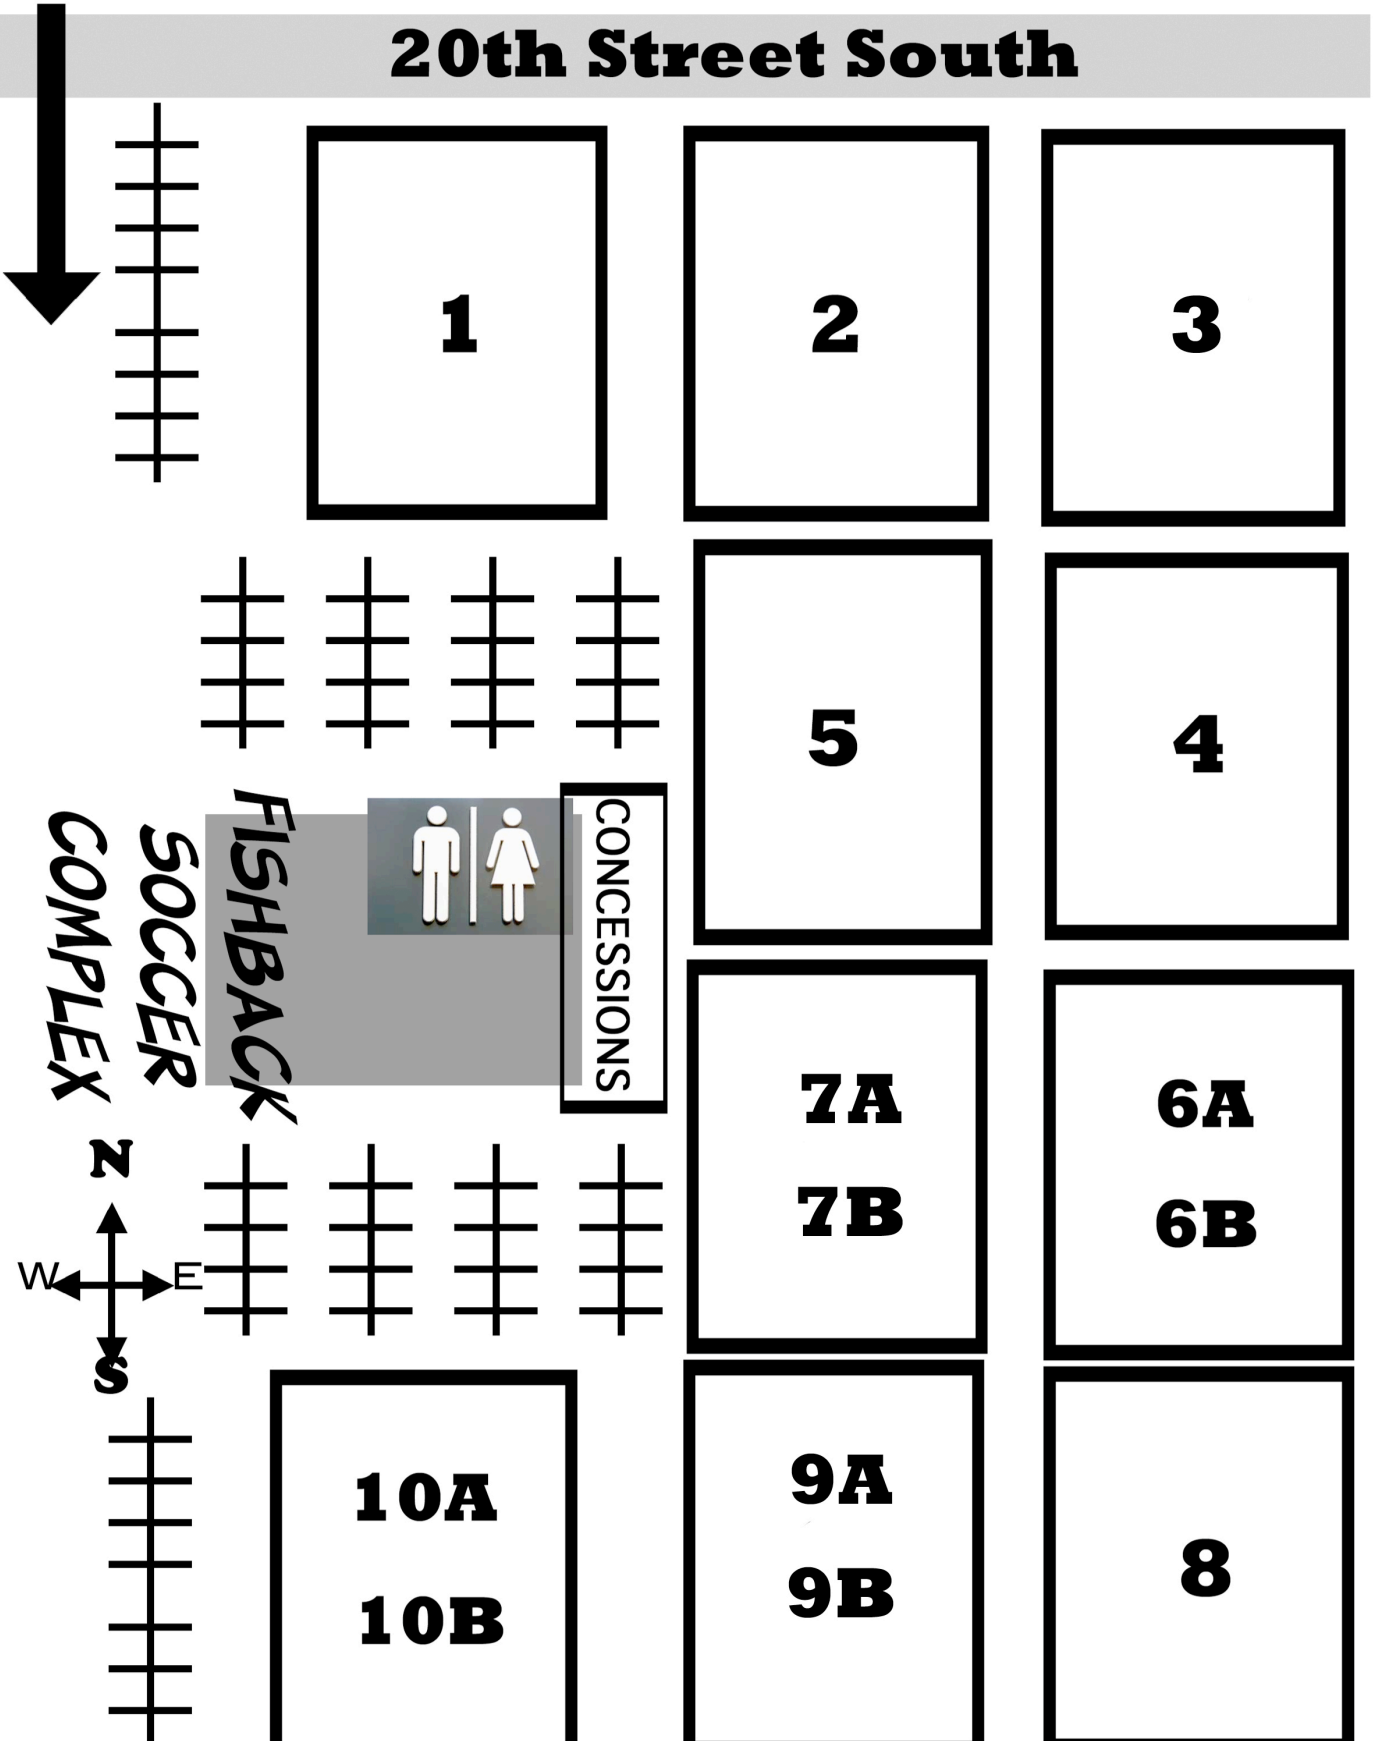 20th Street South
1
2
3
5
4
FISHBACK
SOCCER
COMPLEX
CONCESSIONS
7A
7B
6A
6B
N
W
E
S
10A
10B
9A
9B
8